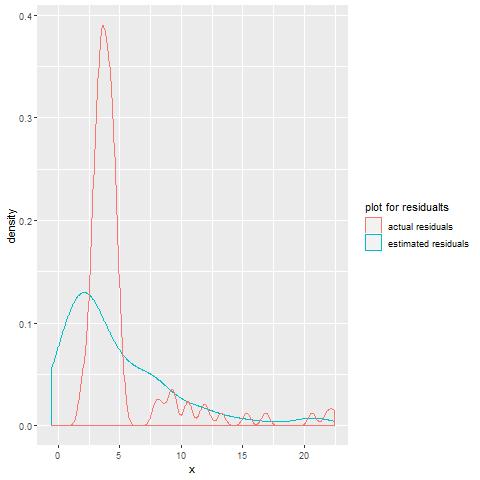 0.4
0.3
0.2
0.1
0.0
density
0 5 10 15 20
x
plot for residualts
actual residuals
estimated residuals